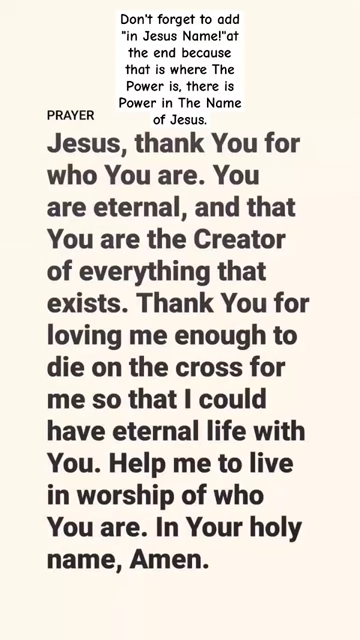 Don't forget to add
"in Jesus Name!"at
the end because
that is where The
Power is, there is
Power in The Name
of Jesus.
PRAYER
Jesus, thank You for
who You are. You
are eternal, and that
You are the Creator
of everything that
exists. Thank You for
loving me enough to
die on the cross for
me so that I could
have eternal life with
You. Help me to live
in worship of who
You are. In Your holy
name, Amen.